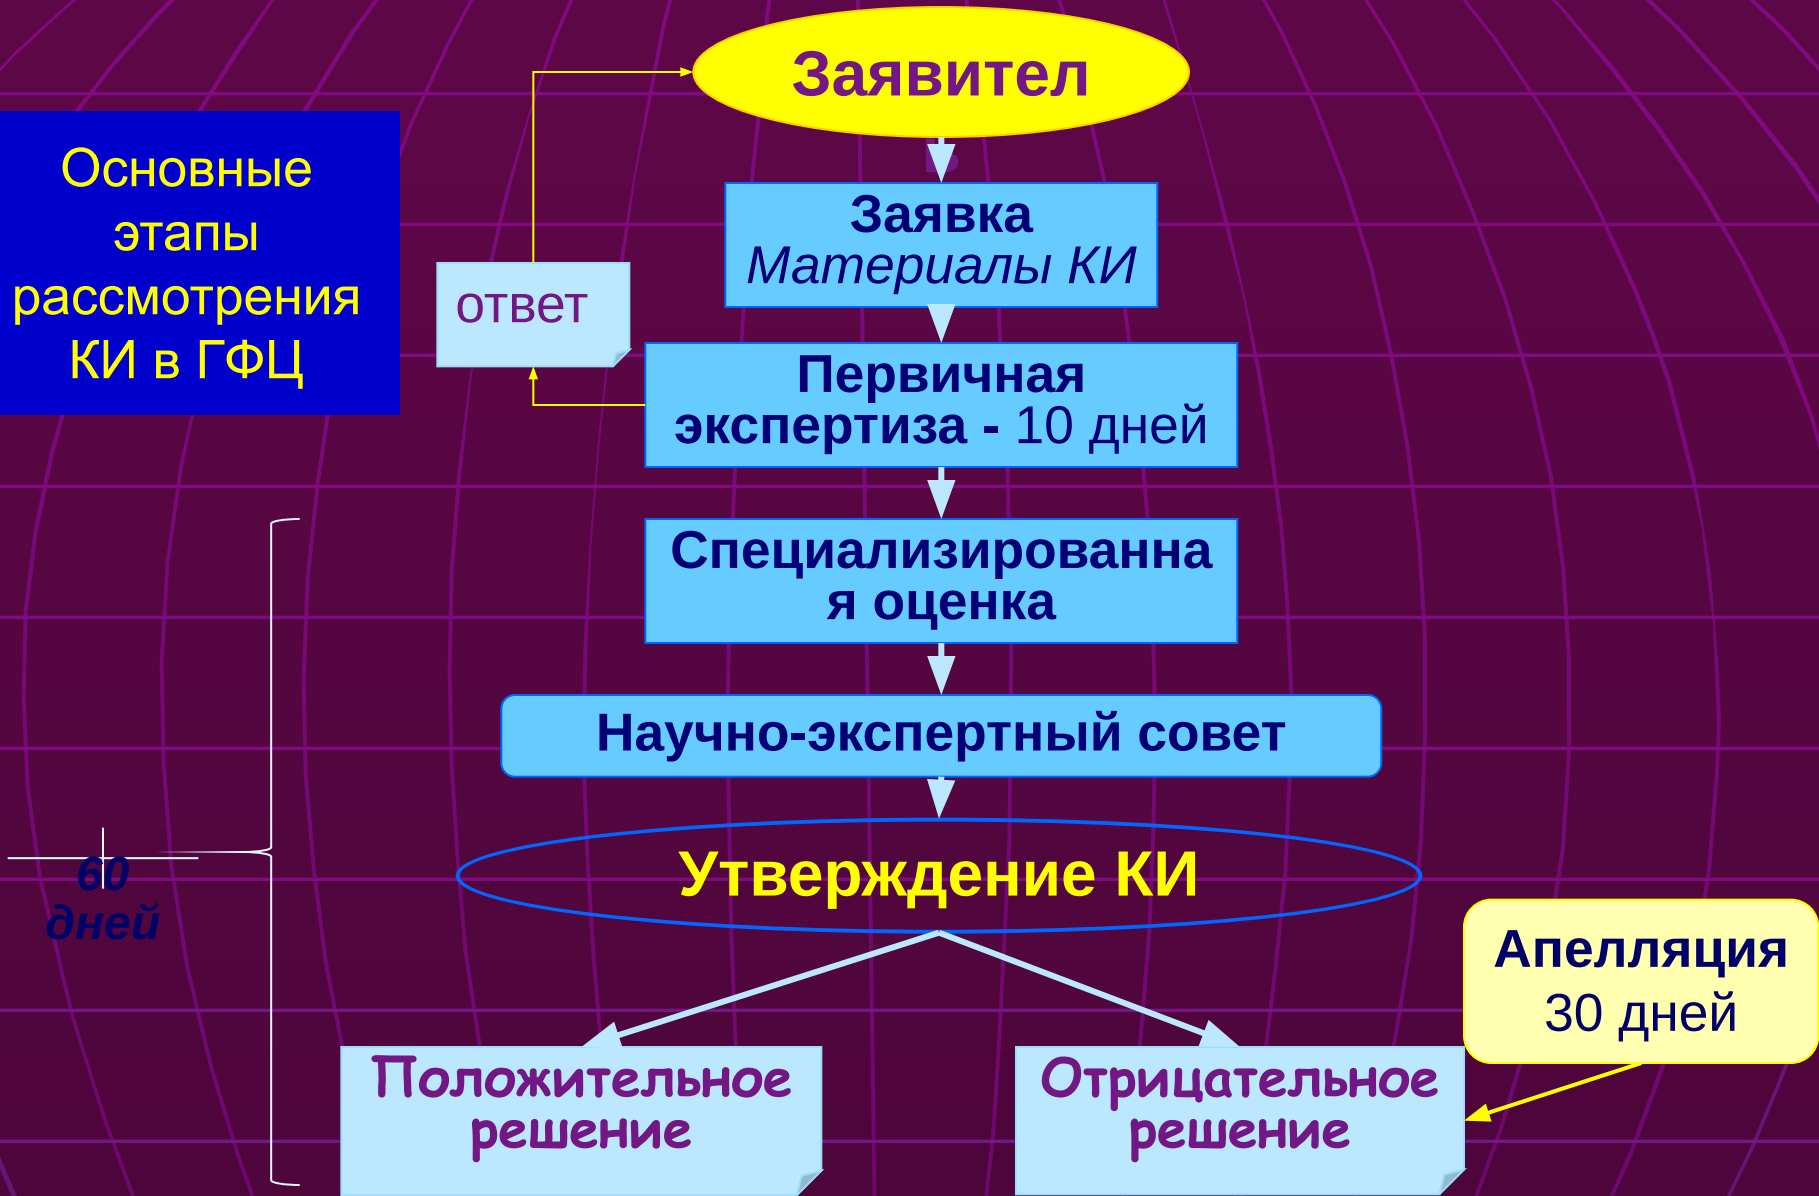 Заявител
ь
Основные
этапы
рассмотрения
КИ в ГФЦ
Заявка
Материалы КИ
ответ
Первичная
экспертиза - 10 дней
Специализированна
я оценка
Научно-экспертный совет
60
дней
Утверждение КИ
Апелляция
30 дней
Положительное
решение
Отрицательное
решение